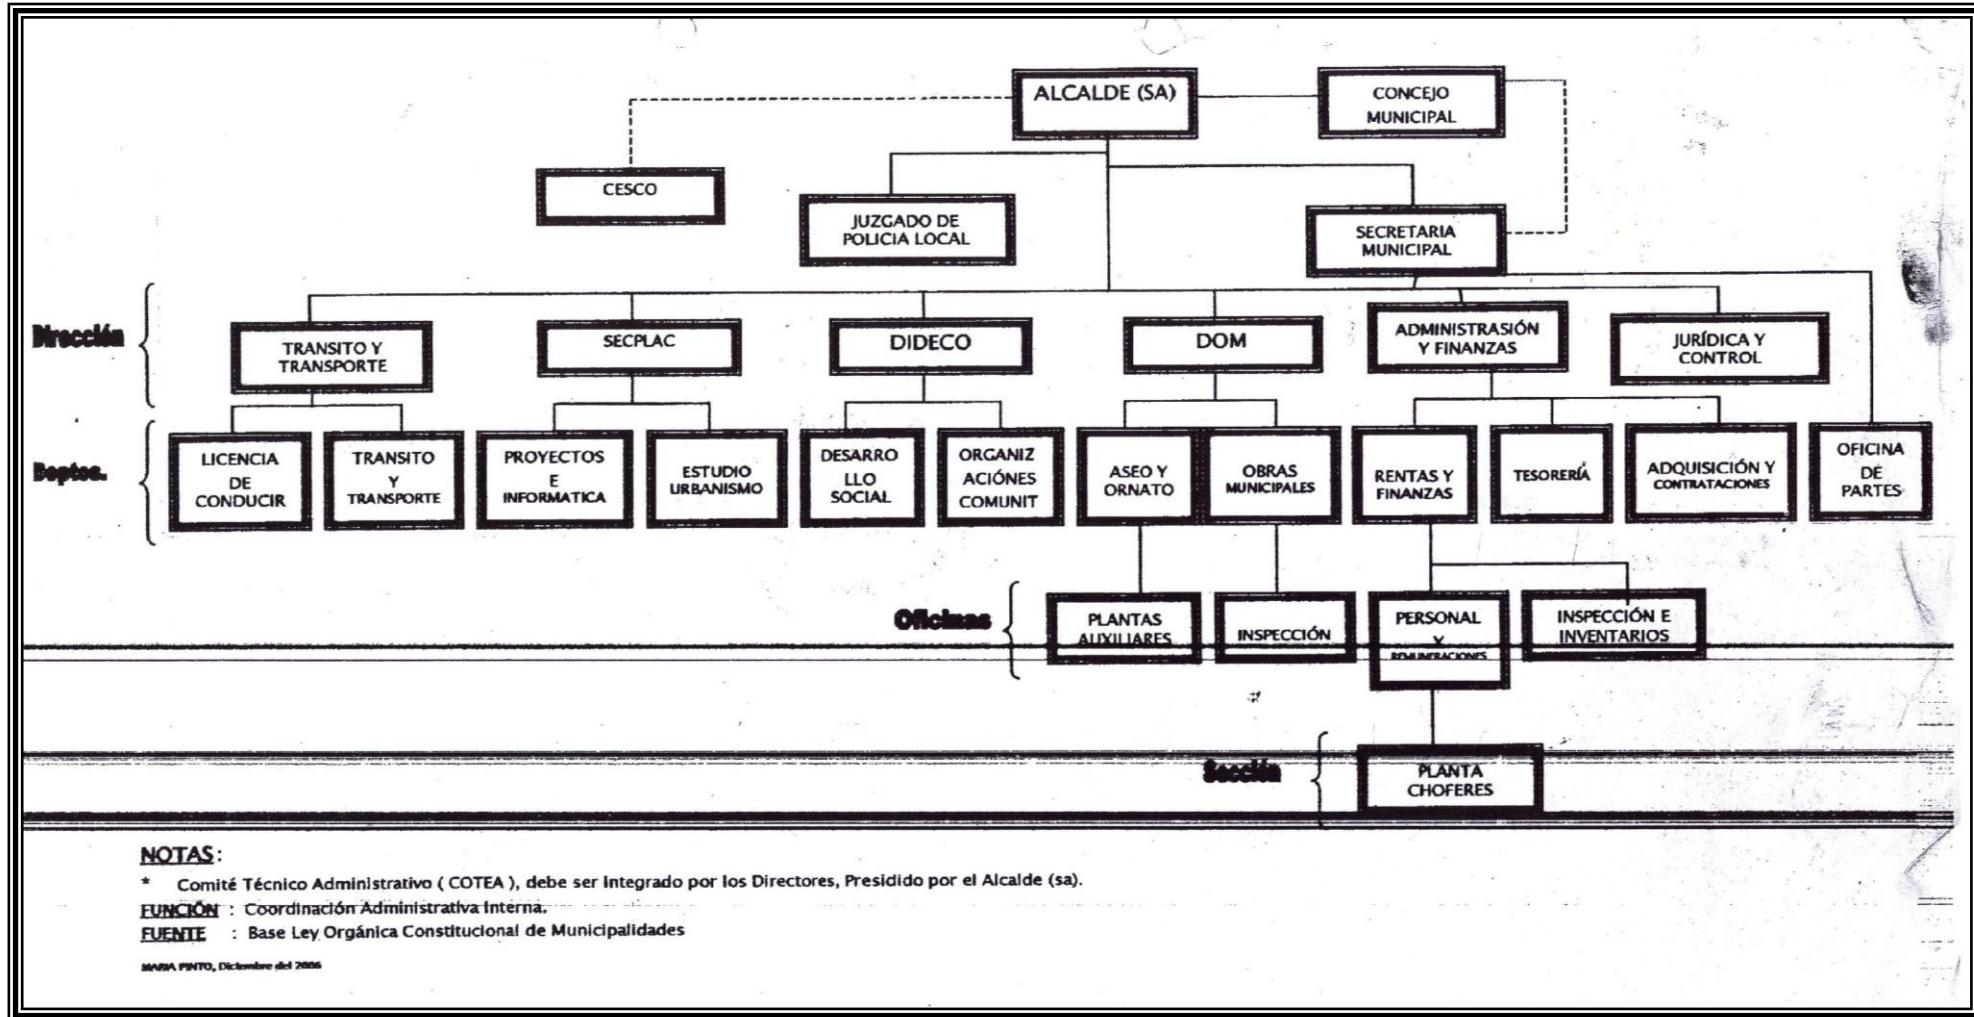 ALCALDE (SA)
CONCEJO
MUNICIPAL
CESCO
JUZGADO DE
POLICIA LOCAL
SECRETARIA
MUNICIPAL
Dirección
TRANSITO Y
TRANSPORTE
SECPLAC
DIDECO
DOM
ADMINISTRASIÓN
Y FINANZAS
JURÍDICA Y
CONTROL
Deptos.
LICENCIA
DE
CONDUCIR
TRANSITO
Y
TRANSPORTE
PROYECTOS
E
INFORMATICA
ESTUDIO
URBANISMO
DESARRO
LLO
SOCIAL
ORGANIZ
ACIÓNES
COMUNIT
ASEO Y
ORNATO
OBRAS
MUNICIPALES
RENTAS Y
FINANZAS
TESORERÍA
ADQUISICIÓN Y
CONTRATACIONES
OFICINA
DE
PARTES
Oficinas
PLANTAS
AUXILIARES
INSPECCIÓN
PERSONAL
Y
REMUNERACIONES
INSPECCIÓN E
INVENTARIOS
Sección
PLANTA
CHOFERES
NOTAS:
* Comité Técnico Administrativo ( COTEA ), debe ser Integrado por los Directores, Presidido por el Alcalde (sa).
FUNCIÓN : Coordinación Administrativa Interna.
FUENTE : Base Ley Orgánica Constitucional de Municipalidades
MARIA PINTO, Diciembre del 2006